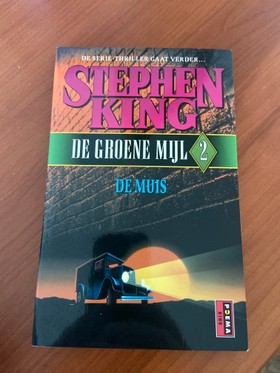 DE SERIE-THRILLER GAAT VERDER...
STEPHEN
KING
DE GROENE MIJL 2
DE MUIS
POEMA